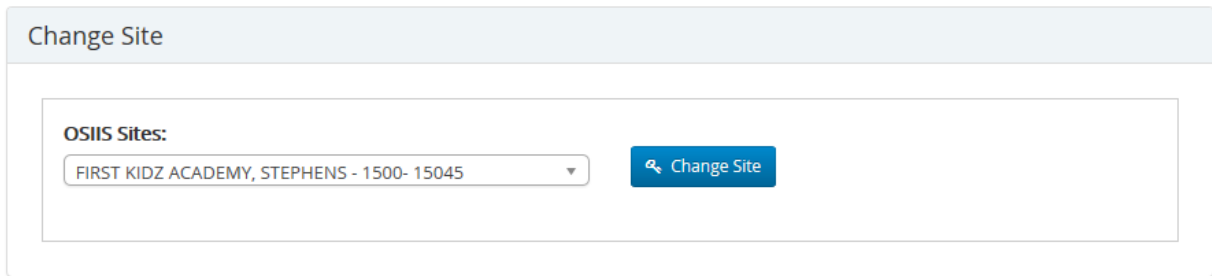 Change Site
OSIIS Sites:
FIRST KIDZ ACADEMY, STEPHENS - 1500- 15045
Change Site